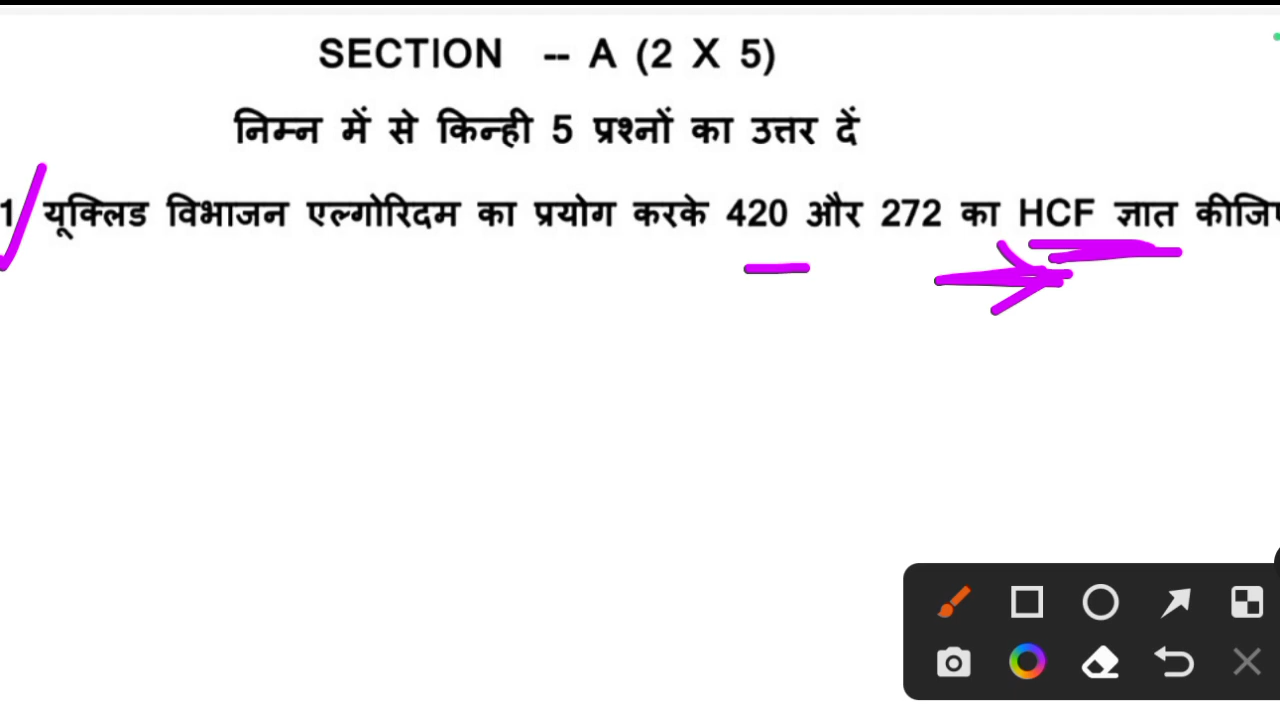 SECTION -- A (2 X 5)
निम्न में से किन्ही 5 प्रश्नों का उत्तर दें
1 यूक्लिड विभाजन एल्गोरिदम का प्रयोग करके 420 और 272 का HCF ज्ञात